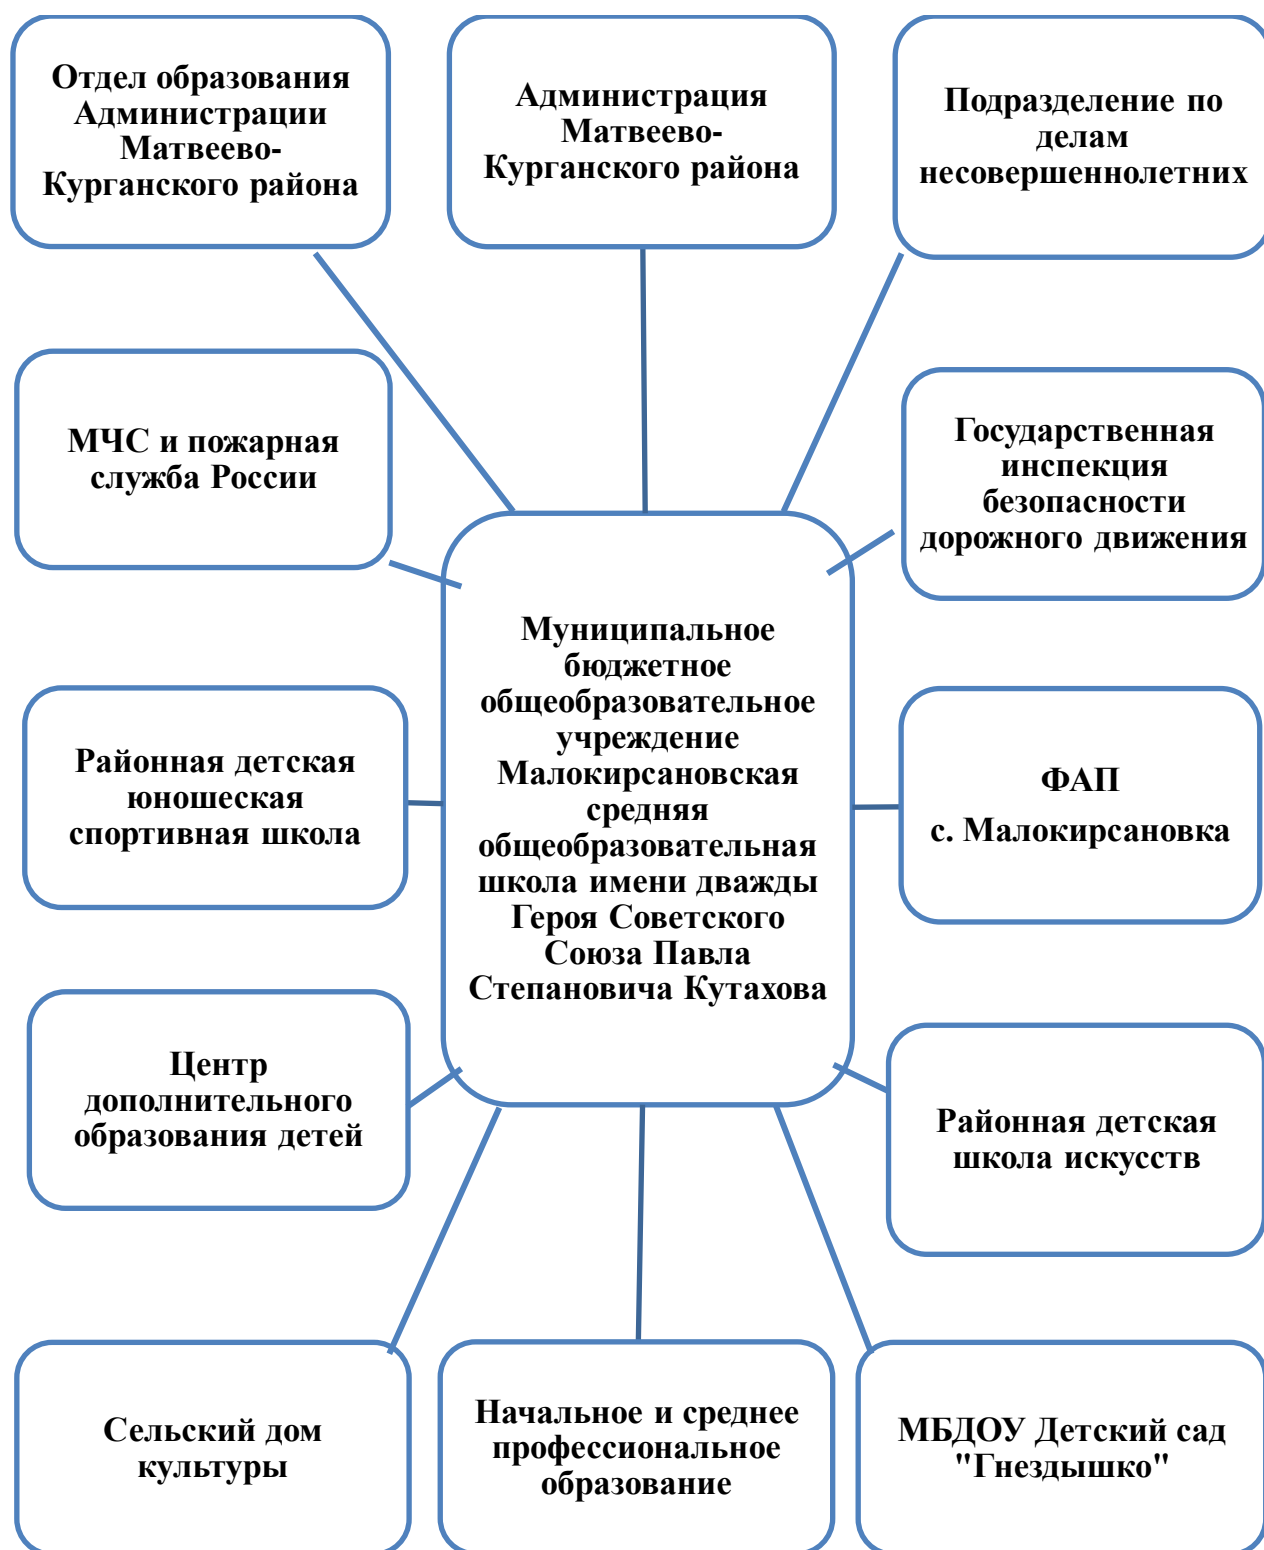 Отдел образования
Администрации
Матвеево-
Курганского района
Администрация
Матвеево-
Курганского района
Подразделение по
делам
несовершеннолетних
МЧС и пожарная
служба России
Государственная
инспекция
безопасности
дорожного движения
Муниципальное
бюджетное
общеобразовательное
учреждение
Малокирсановская
средняя
общеобразовательная
школа имени дважды
Героя Советского
Союза Павла
Степановича Кутахова
Районная детская
юношеская
спортивная школа
ФАП
с. Малокирсановка
Центр
дополнительного
образования детей
Районная детская
школа искусств
Сельский дом
культуры
Начальное и среднее
профессиональное
образование
МБДОУ Детский сад
"Гнездышко"